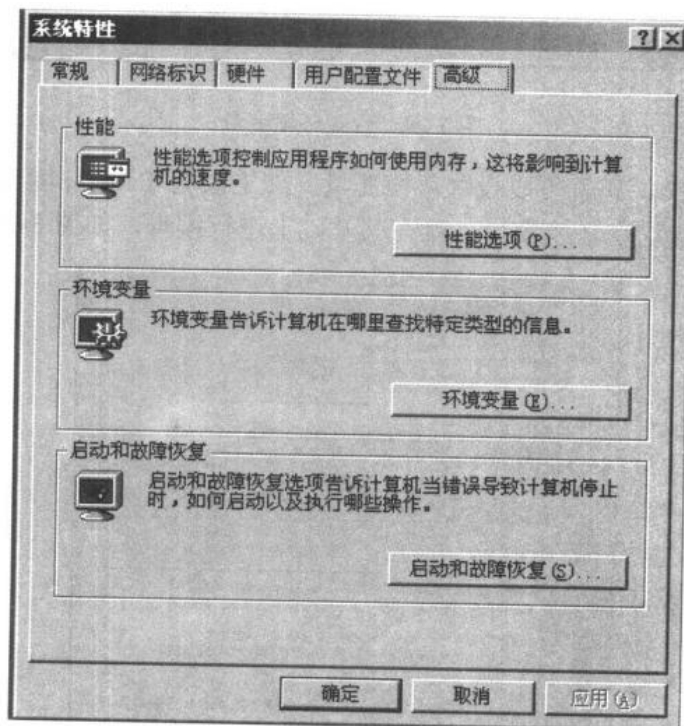 系统特性
? ×
常规 网络标识 硬件 用户配置文件 高级
性能
性能选项控制应用程序如何使用内存，这将影响到计算
机的速度。
性能选项(P)...
环境变量
环境变量告诉计算机在哪里查找特定类型的信息。
环境变量(E)...
启动和故障恢复
启动和故障恢复选项告诉计算机当错误导致计算机停止
时，如何启动以及执行哪些操作。
启动和故障恢复(S)...
确定 取消 应用(A)